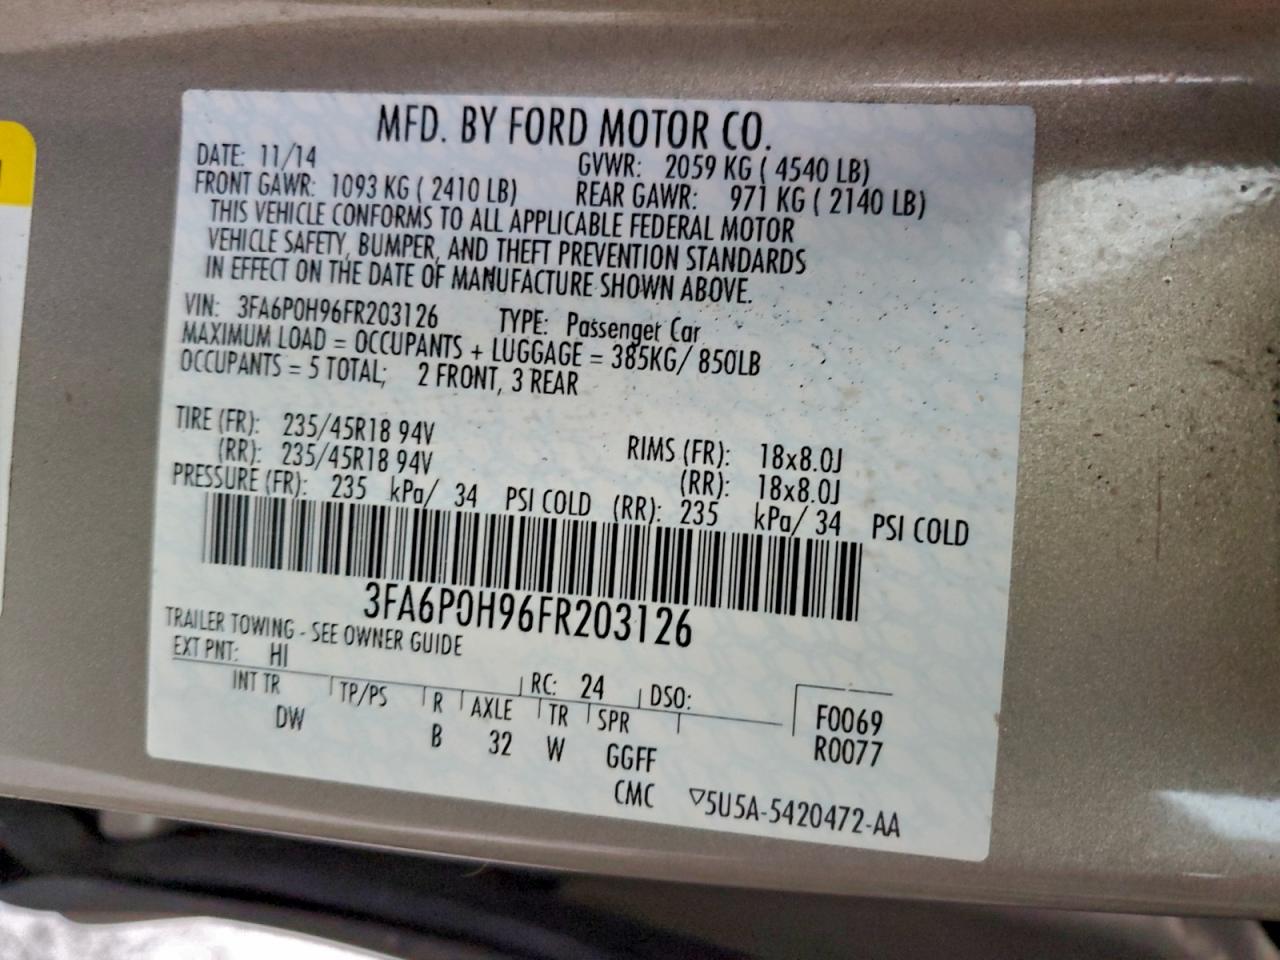 MFD. BY FORD MOTOR CO.
DATE: 11/14 GVWR: 2059 KG ( 4540 LB)
FRONT GAWR: 1093 KG ( 2410 LB) REAR GAWR: 971 KG ( 2140 LB)
THIS VEHICLE CONFORMS TO ALL APPLICABLE FEDERAL MOTOR
VEHICLE SAFETY, BUMPER, AND THEFT PREVENTION STANDARDS
IN EFFECT ON THE DATE OF MANUFACTURE SHOWN ABOVE.
VIN: 3FA6P0H96FR203126 TYPE: Passenger Car
MAXIMUM LOAD = OCCUPANTS + LUGGAGE = 385KG/ 850LB
OCCUPANTS = 5 TOTAL; 2 FRONT, 3 REAR
TIRE (FR): 235/45R18 94V RIMS (FR): 18x8.0J
(RR): 235/45R18 94V (RR): 18x8.0J
PRESSURE (FR): 235 kPa/ 34 PSI COLD (RR): 235 kPa/ 34 PSI COLD
3FA6P0H96FR203126
TRAILER TOWING - SEE OWNER GUIDE
EXT PNT: HI RC: 24 DSO:
INT TR TP/PS R AXLE TR SPR F0069
DW B 32 W GGFF R0077
CMC ▽5U5A-5420472-AA